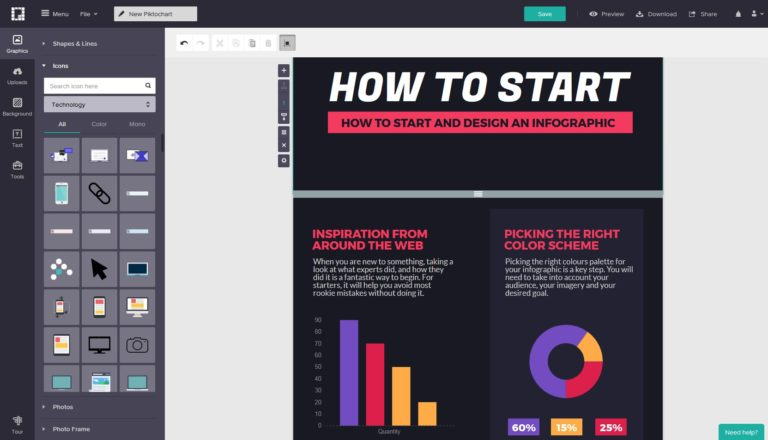 Menu
File
New Piktochart
Save
Preview
Download
Share
Graphics
Uploads
Background
Text
Tools
Tour
Shapes & Lines
Icons
Search icon here
Technology
All
Color
Mono
Photos
Photo Frame
HOW TO START
HOW TO START AND DESIGN AN INFOGRAPHIC
INSPIRATION FROM
AROUND THE WEB
When you are new to something, taking a
look at what experts did, and how they
did it is a fantastic way to begin. For
starters, it will help you avoid most
rookie mistakes without doing it.
90
80
70
60
50
40
30
20
10
0
Quantity
PICKING THE RIGHT
COLOR SCHEME
Picking the right colours palette for
your infographic is a key step. You will
need to take into account your
audience, your imagery and your
desired goal.
60%
15%
25%
Need help?